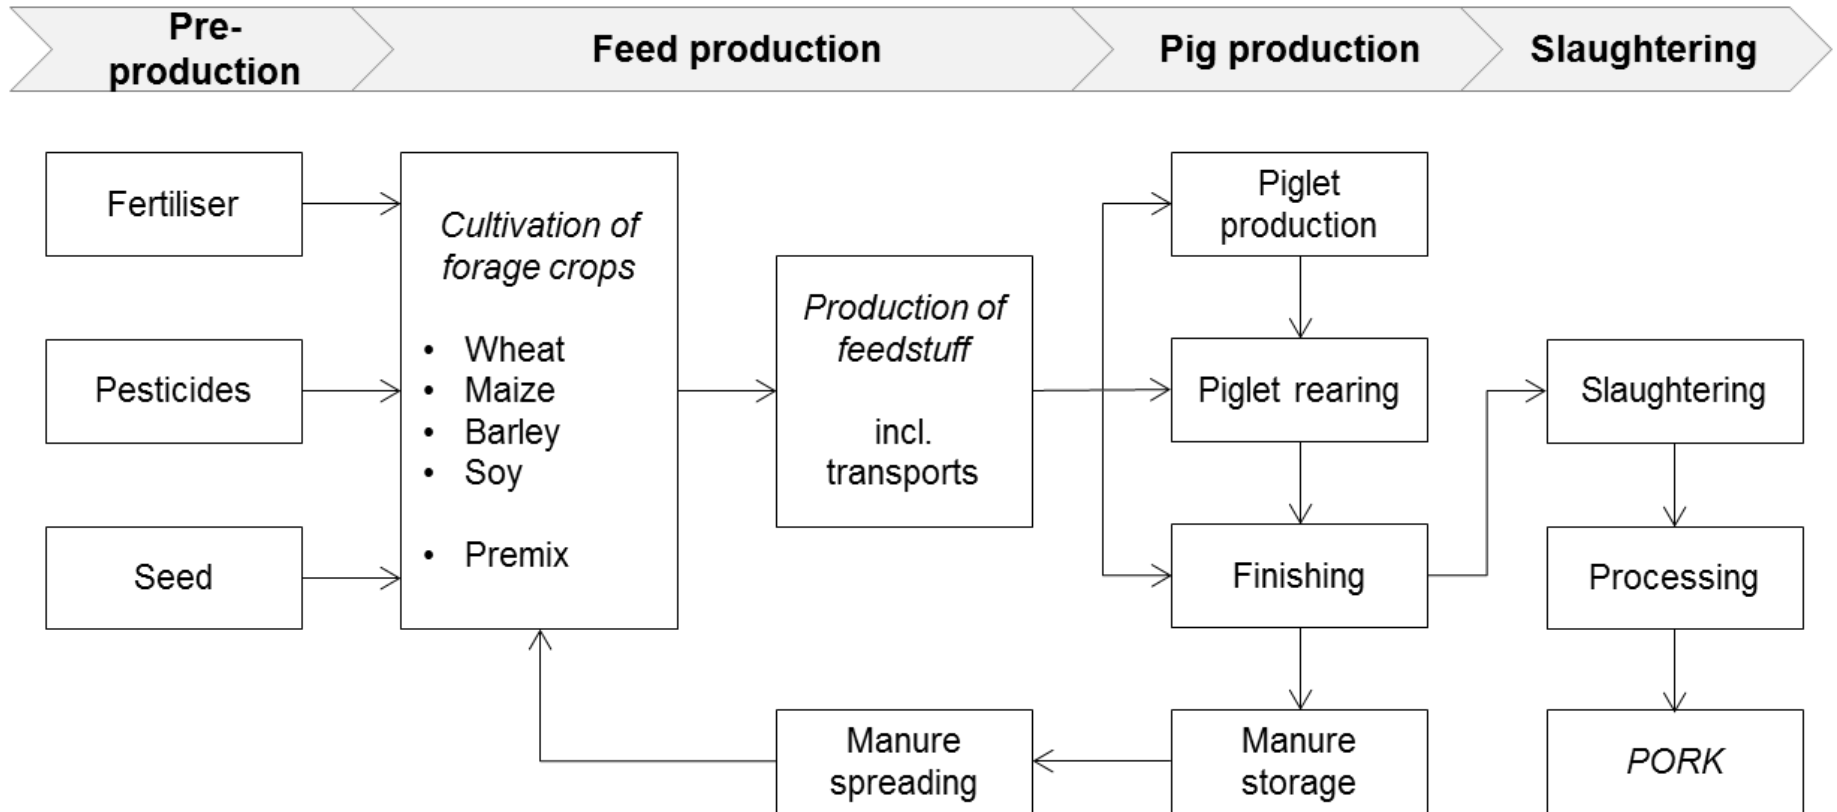 Pre-
production
Feed production
Pig production
Slaughtering
Fertiliser
Pesticides
Seed
Cultivation of
forage crops
• Wheat
• Maize
• Barley
• Soy
• Premix
Production of
feedstuff
incl.
transports
Piglet
production
Piglet rearing
Finishing
Manure
storage
Manure
spreading
Slaughtering
Processing
PORK